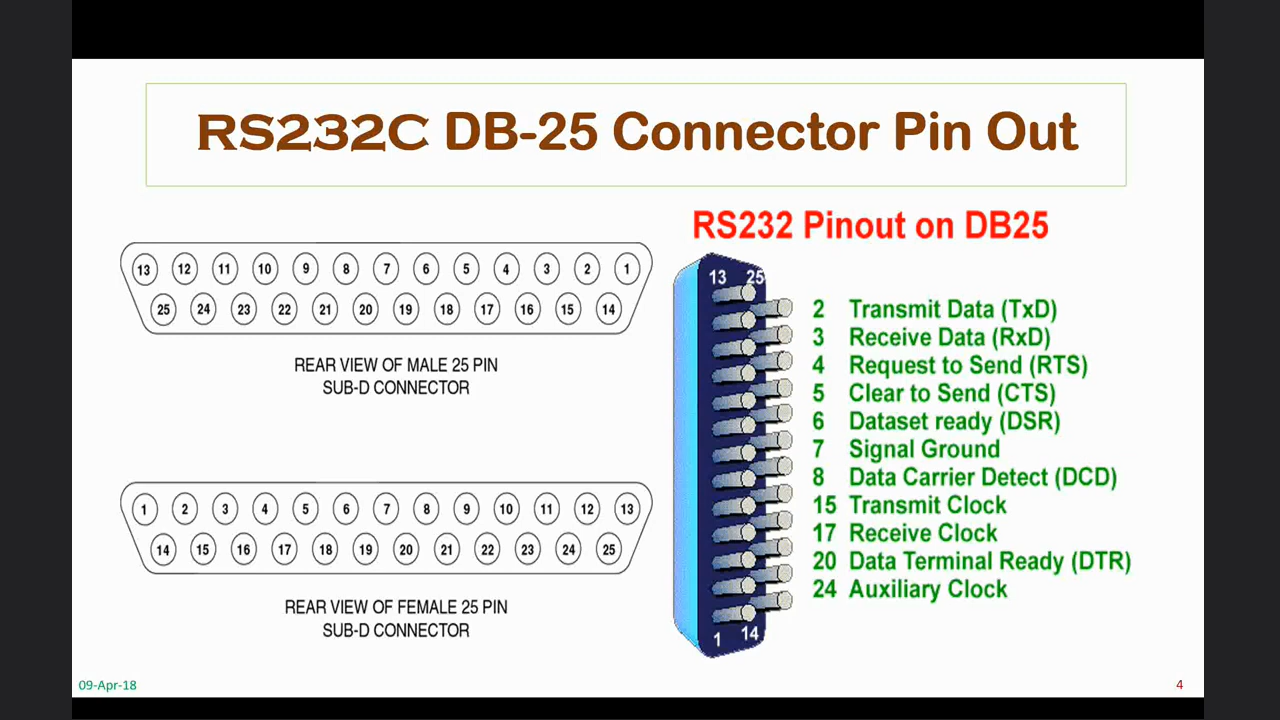 RS232C DB-25 Connector Pin Out
13 12 11 10 9 8 7 6 5 4 3 2 1
25 24 23 22 21 20 19 18 17 16 15 14
REAR VIEW OF MALE 25 PIN
SUB-D CONNECTOR
1 2 3 4 5 6 7 8 9 10 11 12 13
14 15 16 17 18 19 20 21 22 23 24 25
REAR VIEW OF FEMALE 25 PIN
SUB-D CONNECTOR
RS232 Pinout on DB25
13 25
2 Transmit Data (TxD)
3 Receive Data (RxD)
4 Request to Send (RTS)
5 Clear to Send (CTS)
6 Dataset ready (DSR)
7 Signal Ground
8 Data Carrier Detect (DCD)
15 Transmit Clock
17 Receive Clock
20 Data Terminal Ready (DTR)
24 Auxiliary Clock
1 14
09-Apr-18
4